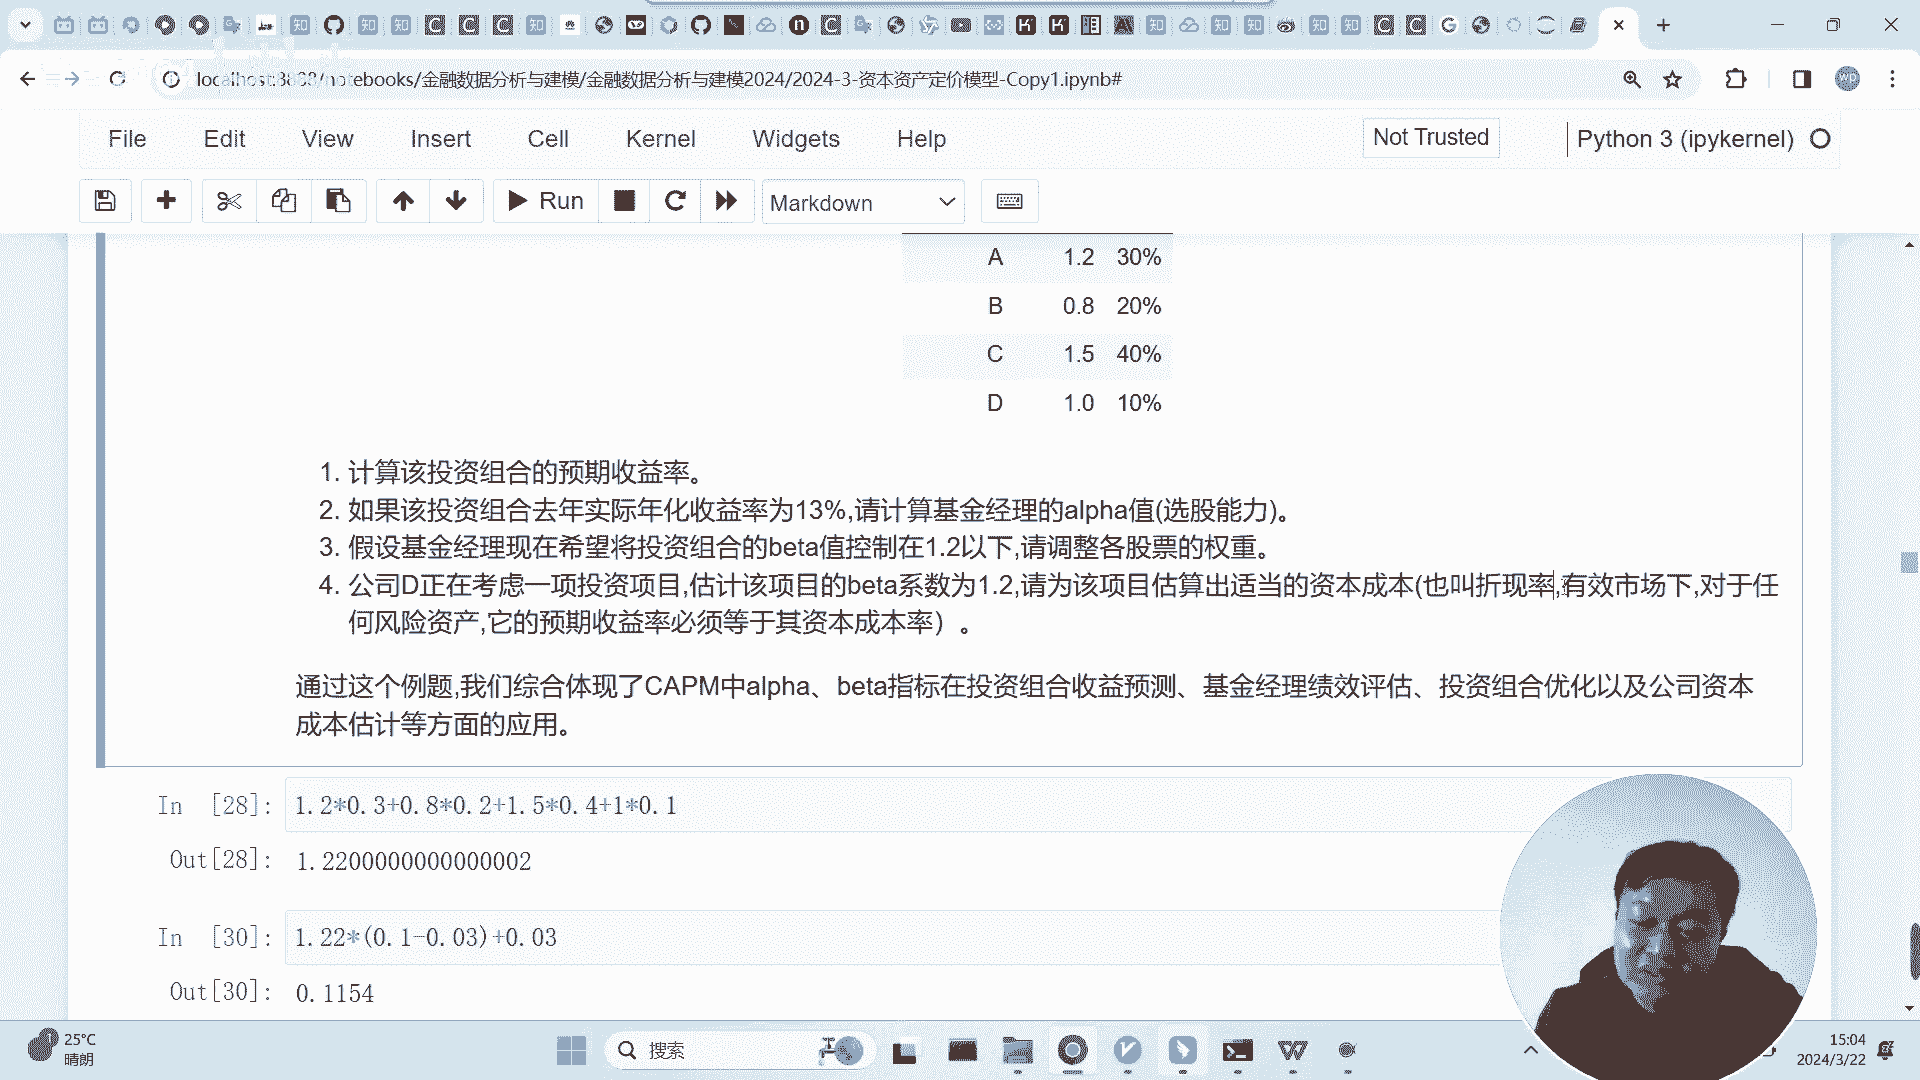 localhost:8888/notebooks/金融数据分析与建模/金融数据分析与建模2024/2024-3-资本资产定价模型-Copy1.ipynb#
File Edit View Insert Cell Kernel Widgets Help Not Trusted Python 3 (ipykernel)
Run Markdown
A 1.2 30%
B 0.8 20%
C 1.5 40%
D 1.0 10%
1. 计算该投资组合的预期收益率。
2. 如果该投资组合去年实际年化收益率为13%,请计算基金经理的alpha值(选股能力)。
3. 假设基金经理现在希望将投资组合的beta值控制在1.2以下,请调整各股票的权重。
4. 公司D正在考虑一项投资项目,估计该项目的beta系数为1.2,请为该项目估算出适当的资本成本(也叫折现率,有效市场下,对于任
何风险资产,它的预期收益率必须等于其资本成本率）。
通过这个例题,我们综合体现了CAPM中alpha、beta指标在投资组合收益预测、基金经理绩效评估、投资组合优化以及公司资本
成本估计等方面的应用。
In [28]: 1.2*0.3+0.8*0.2+1.5*0.4+1*0.1
Out[28]: 1.2200000000000002
In [30]: 1.22*(0.1-0.03)+0.03
Out[30]: 0.1154
25°C
晴朗
搜索
15:04
2024/3/22